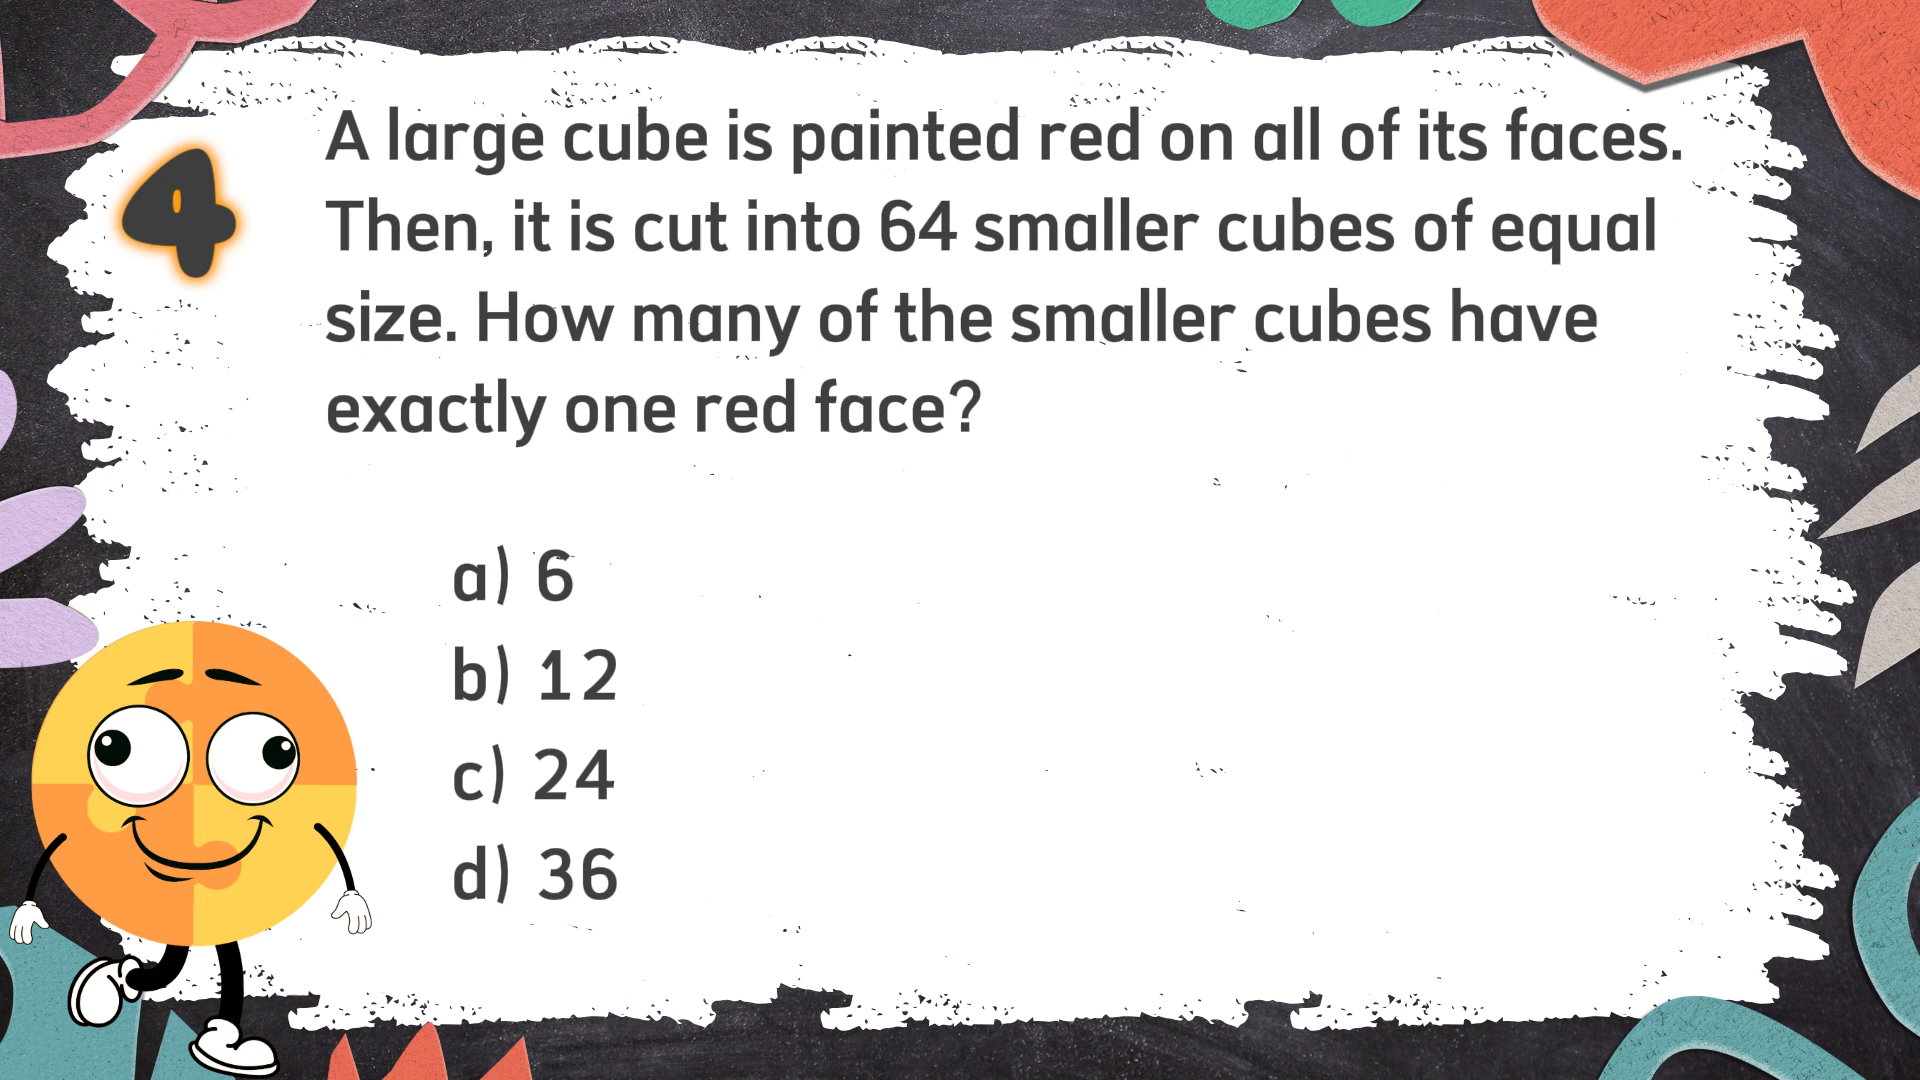 4
A large cube is painted red on all of its faces.
Then, it is cut into 64 smaller cubes of equal
size. How many of the smaller cubes have
exactly one red face?
a) 6
b) 12
c) 24
d) 36